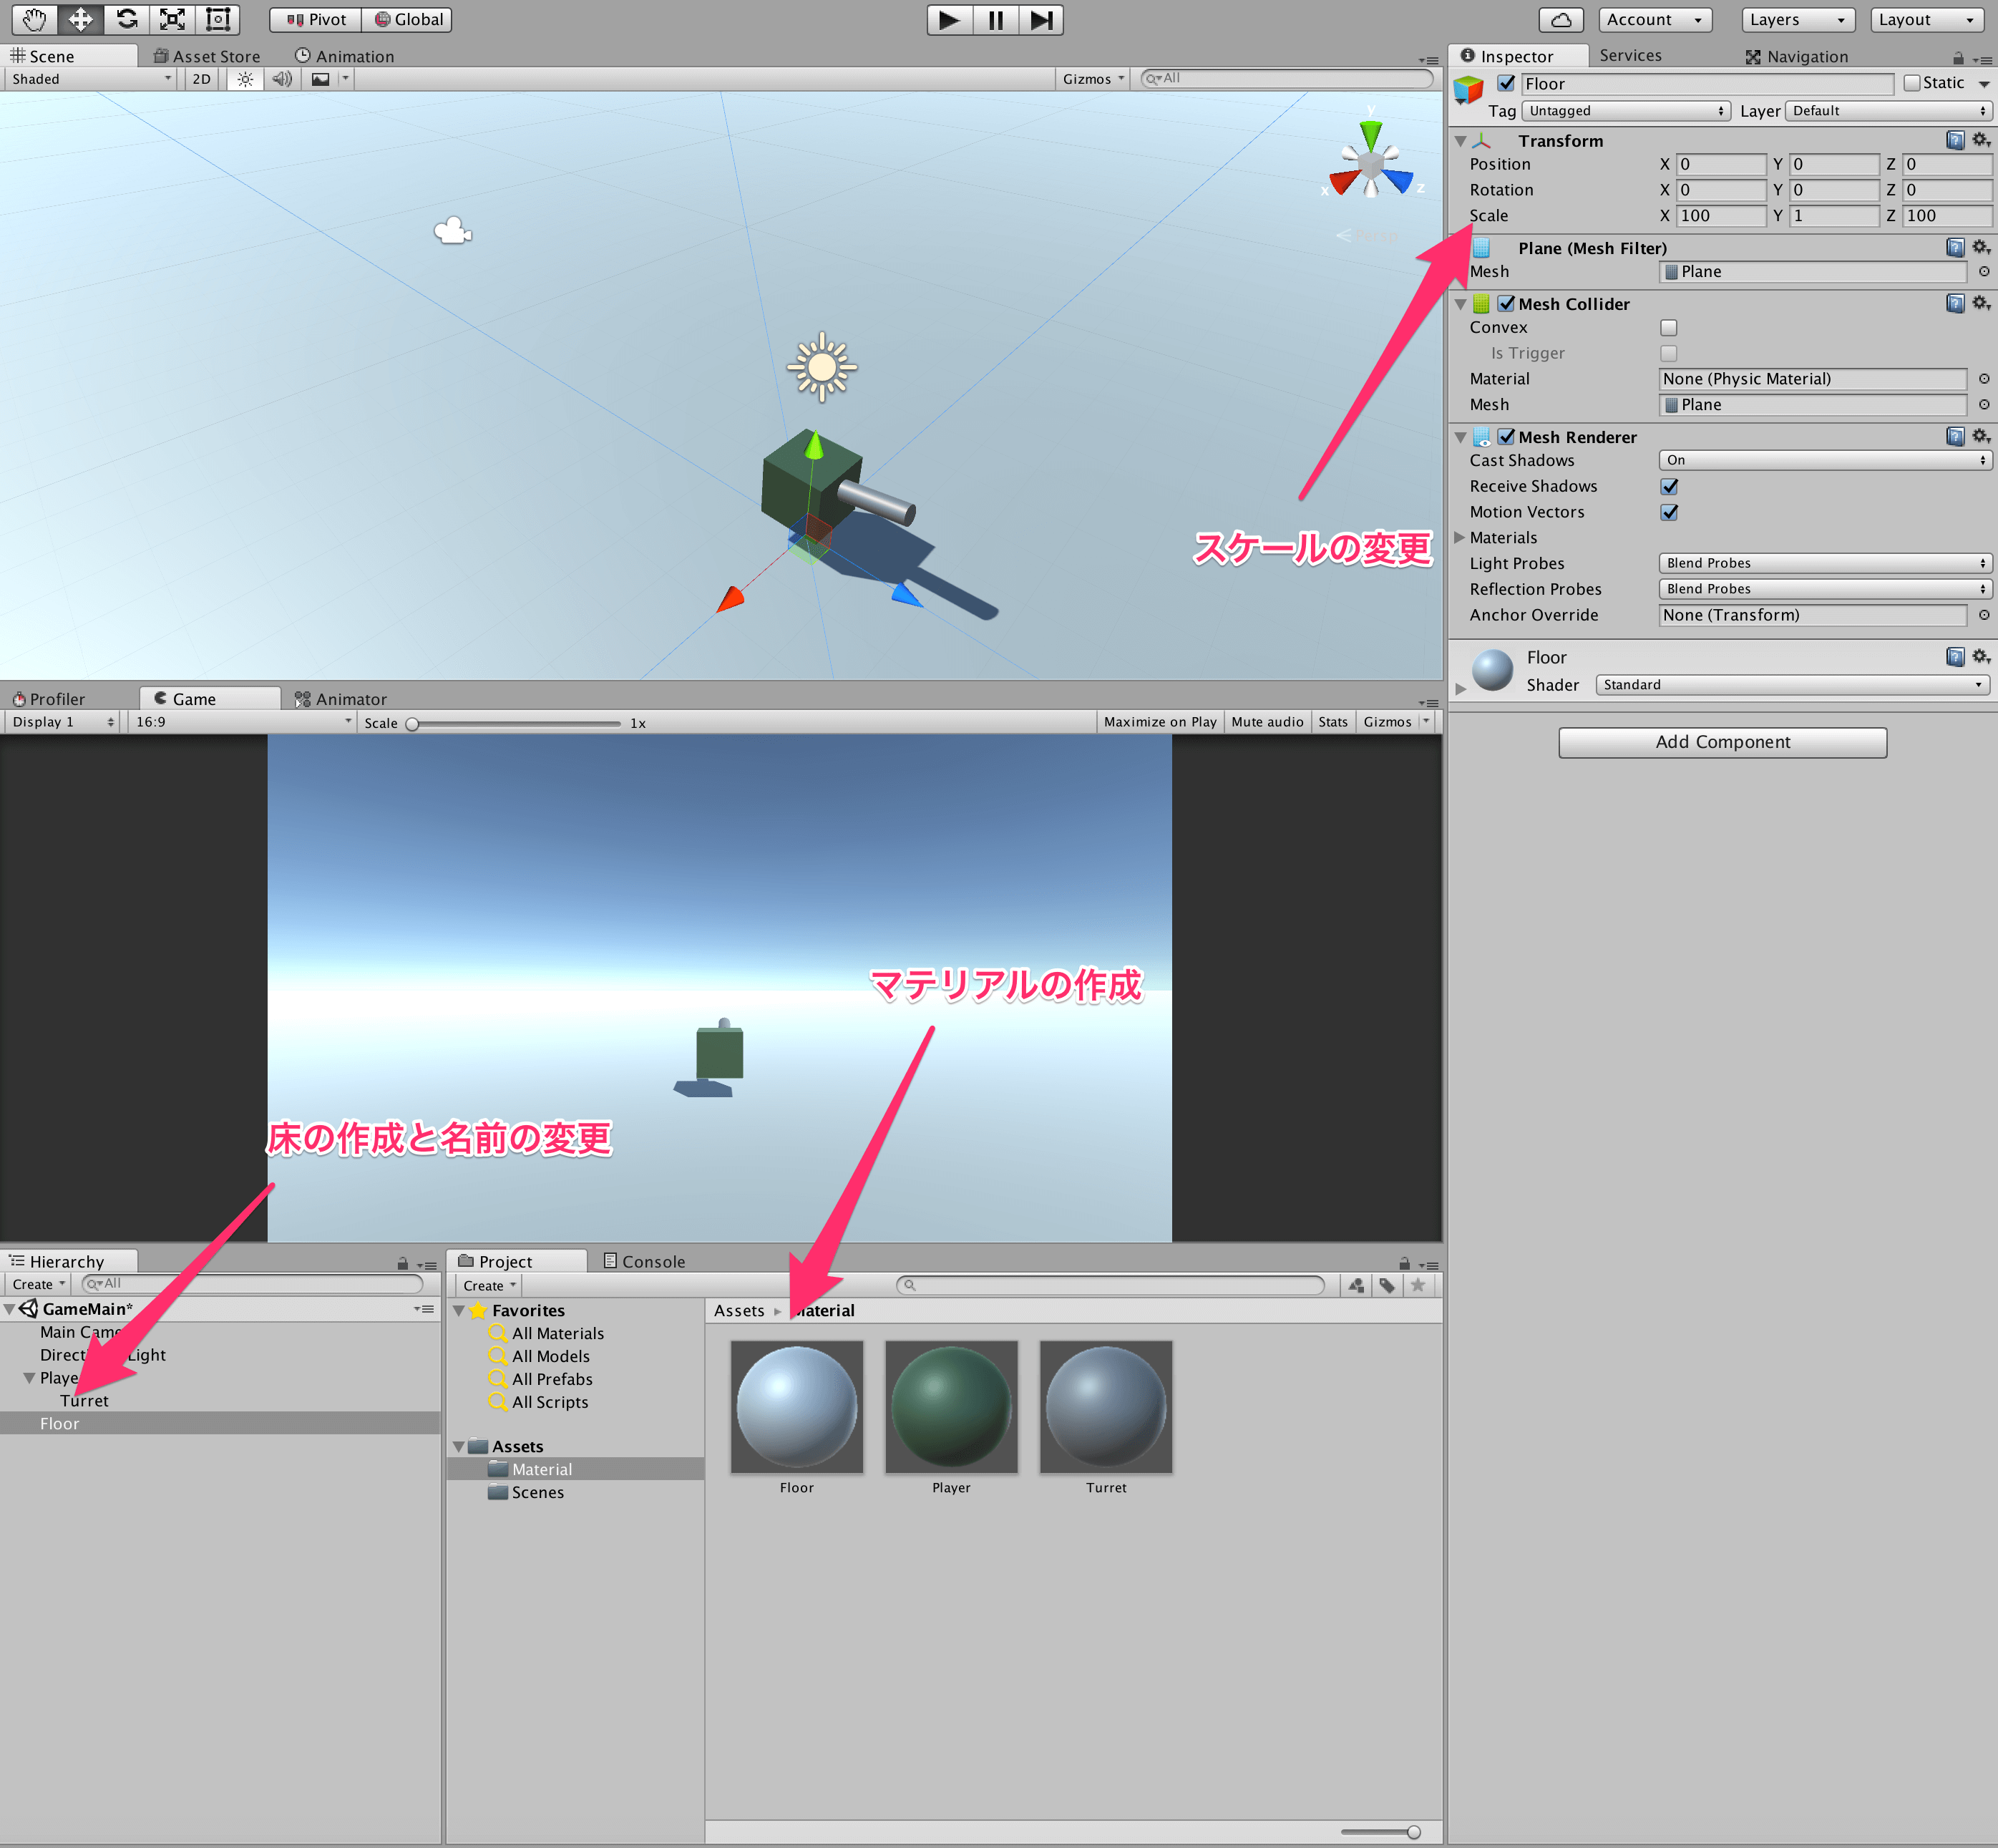 Pivot Global Account Layers Layout
Scene Asset Store Animation
Shaded 2D Gizmos All
y
x z
スケールの変更
Inspector Services Navigation
Floor Static
Tag Untagged Layer Default
Transform
Position X 0 Y 0 Z 0
Rotation X 0 Y 0 Z 0
Scale X 100 Y 1 Z 100
Plane (Mesh Filter)
Mesh Plane
Mesh Collider
Convex
Is Trigger
Material None (Physic Material)
Mesh Plane
Mesh Renderer
Cast Shadows On
Receive Shadows
Motion Vectors
Materials
Light Probes Blend Probes
Reflection Probes Blend Probes
Anchor Override None (Transform)
Floor
Shader Standard
Add Component
Profiler Game Animator
Display 1 16:9 Scale 1x Maximize on Play Mute audio Stats Gizmos
マテリアルの作成
床の作成と名前の変更
Hierarchy
Create All
GameMain*
Main Came
Direct Light
Playe
Turret
Floor
Project Console
Create
Favorites
All Materials
All Models
All Prefabs
All Scripts
Assets
Material
Scenes
Assets Material
Floor Player Turret